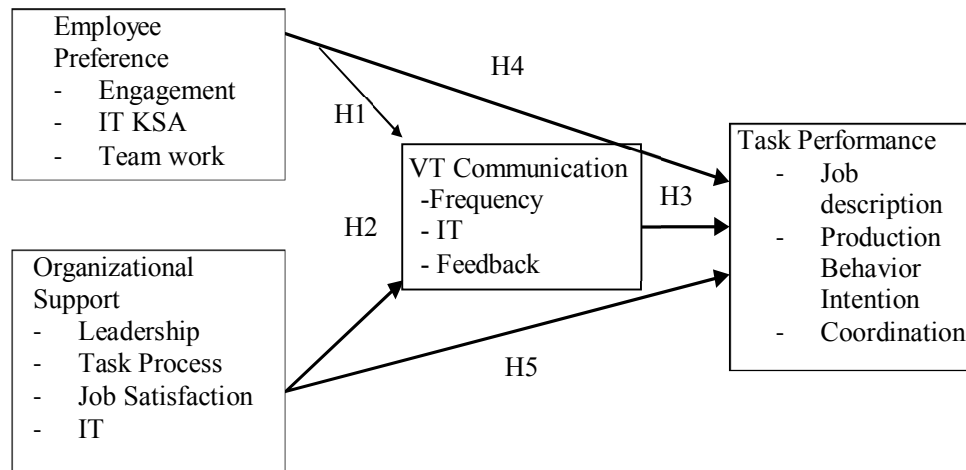 Employee
Preference
- Engagement
- IT KSA
- Team work
H1
H4
VT Communication
-Frequency
- IT
- Feedback
H2
H3
Task Performance
- Job
description
- Production
Behavior
Intention
- Coordination
Organizational
Support
- Leadership
- Task Process
- Job Satisfaction
- IT
H5